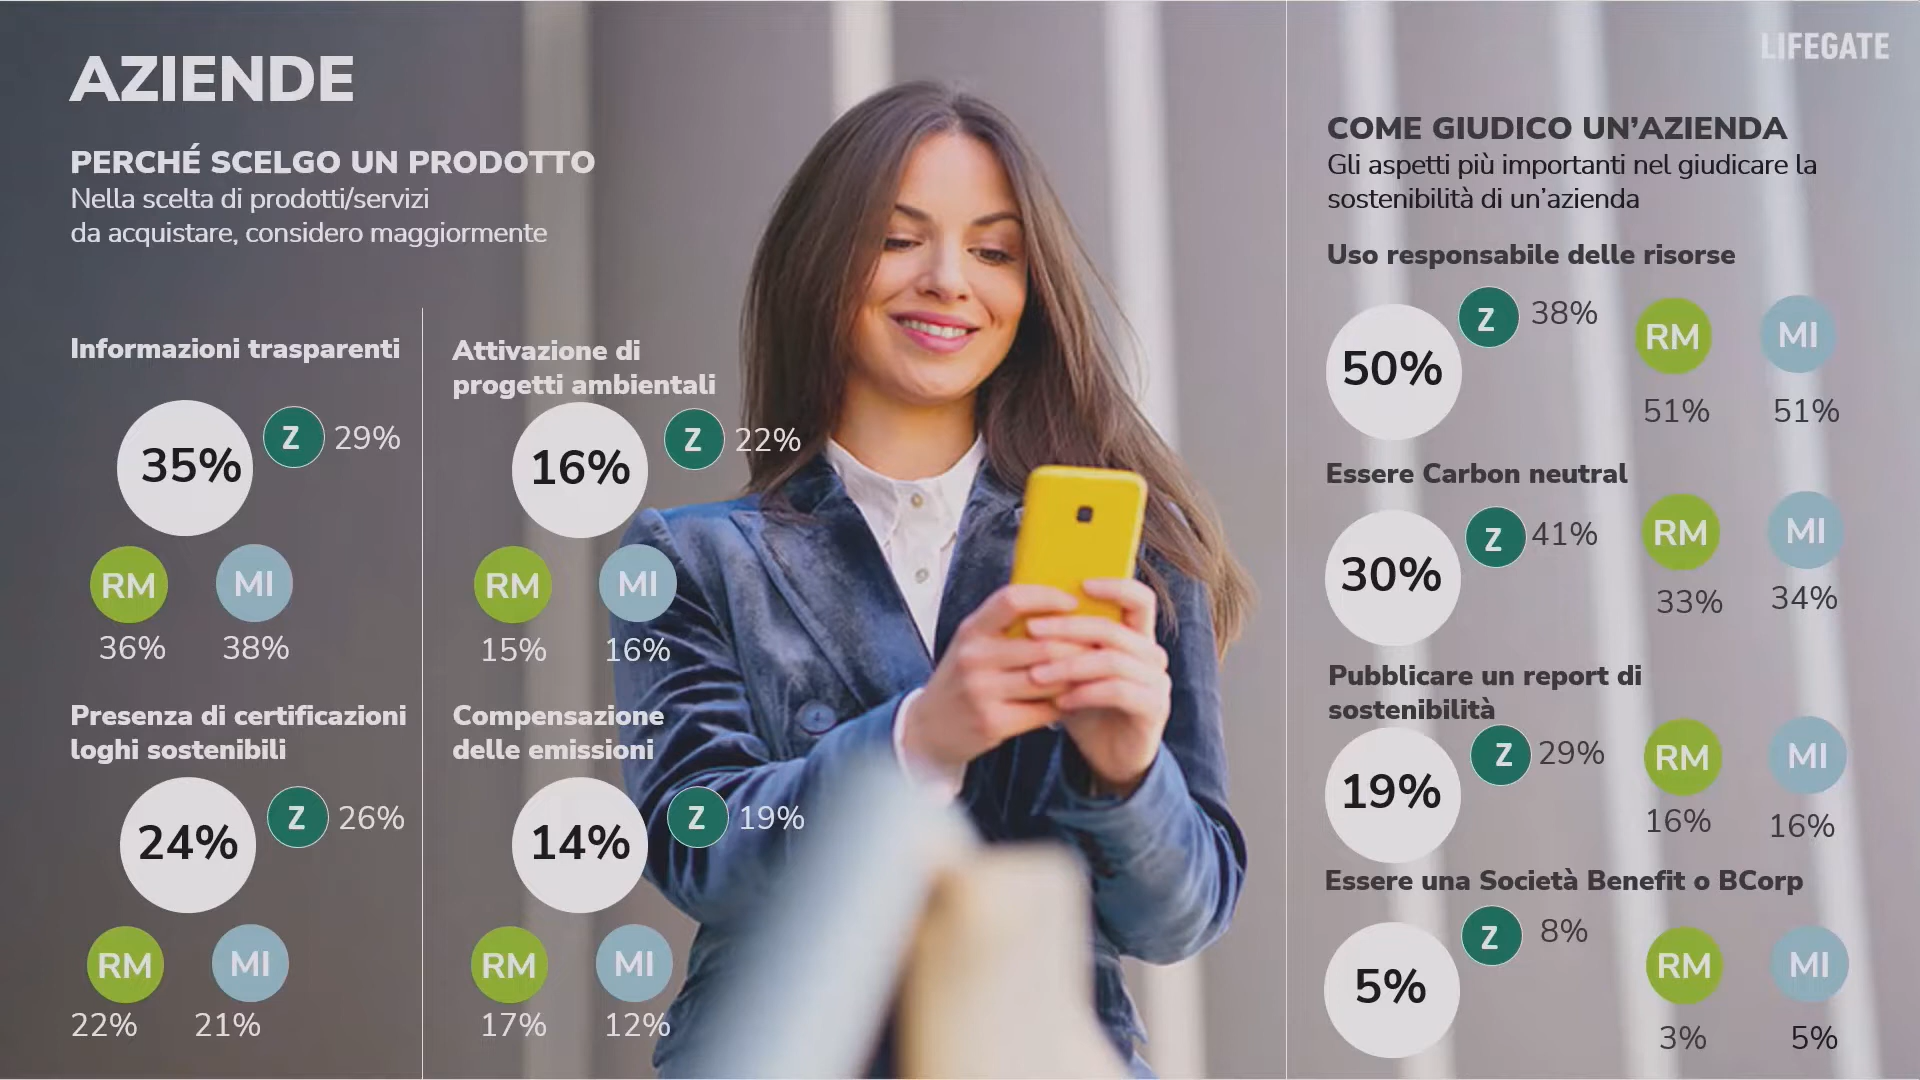 LIFEGATE
AZIENDE
PERCHÉ SCELGO UN PRODOTTO
Nella scelta di prodotti/servizi
da acquistare, considero maggiormente
Informazioni trasparenti
35%
Z 29%
RM MI
36% 38%
Attivazione di
progetti ambientali
16%
Z 22%
RM MI
15% 16%
Presenza di certificazioni
loghi sostenibili
24%
Z 26%
RM MI
22% 21%
Compensazione
delle emissioni
14%
Z 19%
RM MI
17% 12%
COME GIUDICO UN’AZIENDA
Gli aspetti più importanti nel giudicare la
sostenibilità di un’azienda
Uso responsabile delle risorse
50%
Z 38%
RM MI
51% 51%
Essere Carbon neutral
30%
Z 41%
RM MI
33% 34%
Pubblicare un report di
sostenibilità
19%
Z 29%
RM MI
16% 16%
Essere una Società Benefit o BCorp
5%
Z 8%
RM MI
3% 5%